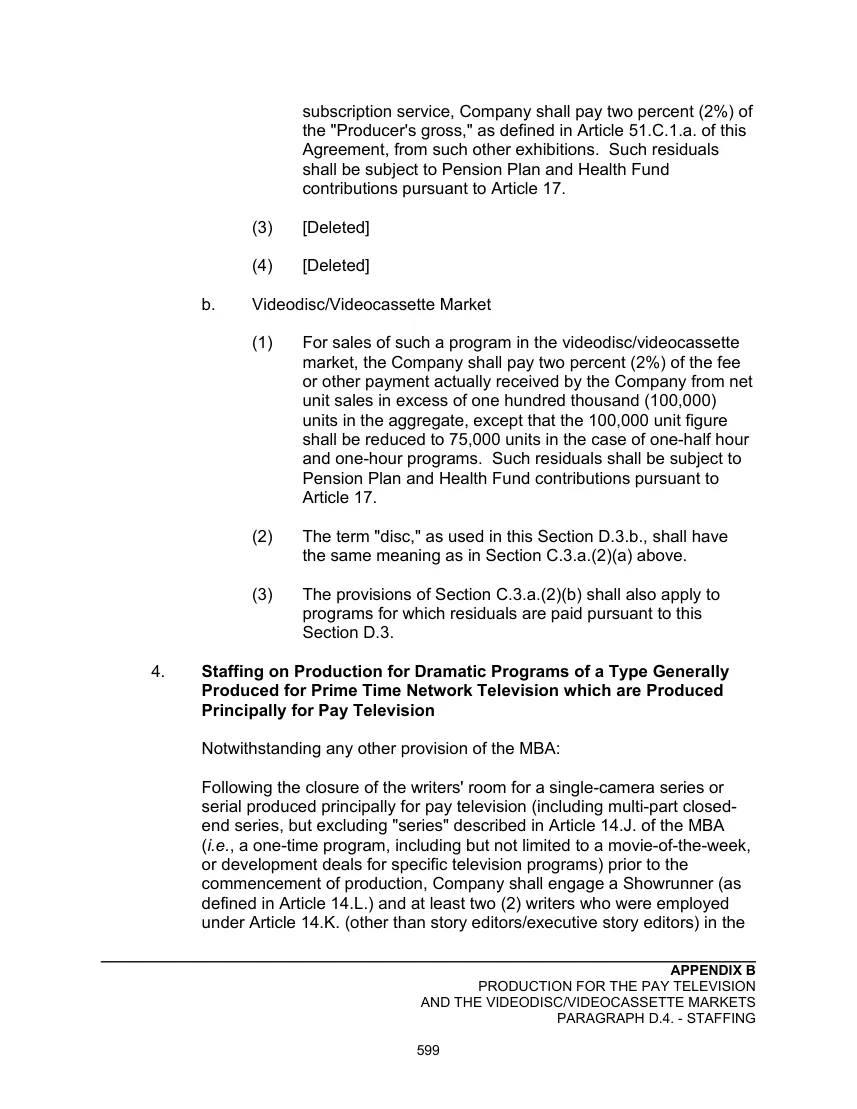 subscription service, Company shall pay two percent (2%) of
the "Producer's gross," as defined in Article 51.C.1.a. of this
Agreement, from such other exhibitions.  Such residuals
shall be subject to Pension Plan and Health Fund
contributions pursuant to Article 17.
(3) [Deleted]
(4) [Deleted]
b. Videodisc/Videocassette Market
(1) For sales of such a program in the videodisc/videocassette
market, the Company shall pay two percent (2%) of the fee
or other payment actually received by the Company from net
unit sales in excess of one hundred thousand (100,000)
units in the aggregate, except that the 100,000 unit figure
shall be reduced to 75,000 units in the case of one-half hour
and one-hour programs.  Such residuals shall be subject to
Pension Plan and Health Fund contributions pursuant to
Article 17.
(2) The term "disc," as used in this Section D.3.b., shall have
the same meaning as in Section C.3.a.(2)(a) above.
(3) The provisions of Section C.3.a.(2)(b) shall also apply to
programs for which residuals are paid pursuant to this
Section D.3.
4. Staffing on Production for Dramatic Programs of a Type Generally
Produced for Prime Time Network Television which are Produced
Principally for Pay Television
Notwithstanding any other provision of the MBA:
Following the closure of the writers' room for a single-camera series or
serial produced principally for pay television (including multi-part closed-
end series, but excluding "series" described in Article 14.J. of the MBA
(i.e., a one-time program, including but not limited to a movie-of-the-week,
or development deals for specific television programs) prior to the
commencement of production, Company shall engage a Showrunner (as
defined in Article 14.L.) and at least two (2) writers who were employed
under Article 14.K. (other than story editors/executive story editors) in the
APPENDIX B
PRODUCTION FOR THE PAY TELEVISION
AND THE VIDEODISC/VIDEOCASSETTE MARKETS
PARAGRAPH D.4. - STAFFING
599